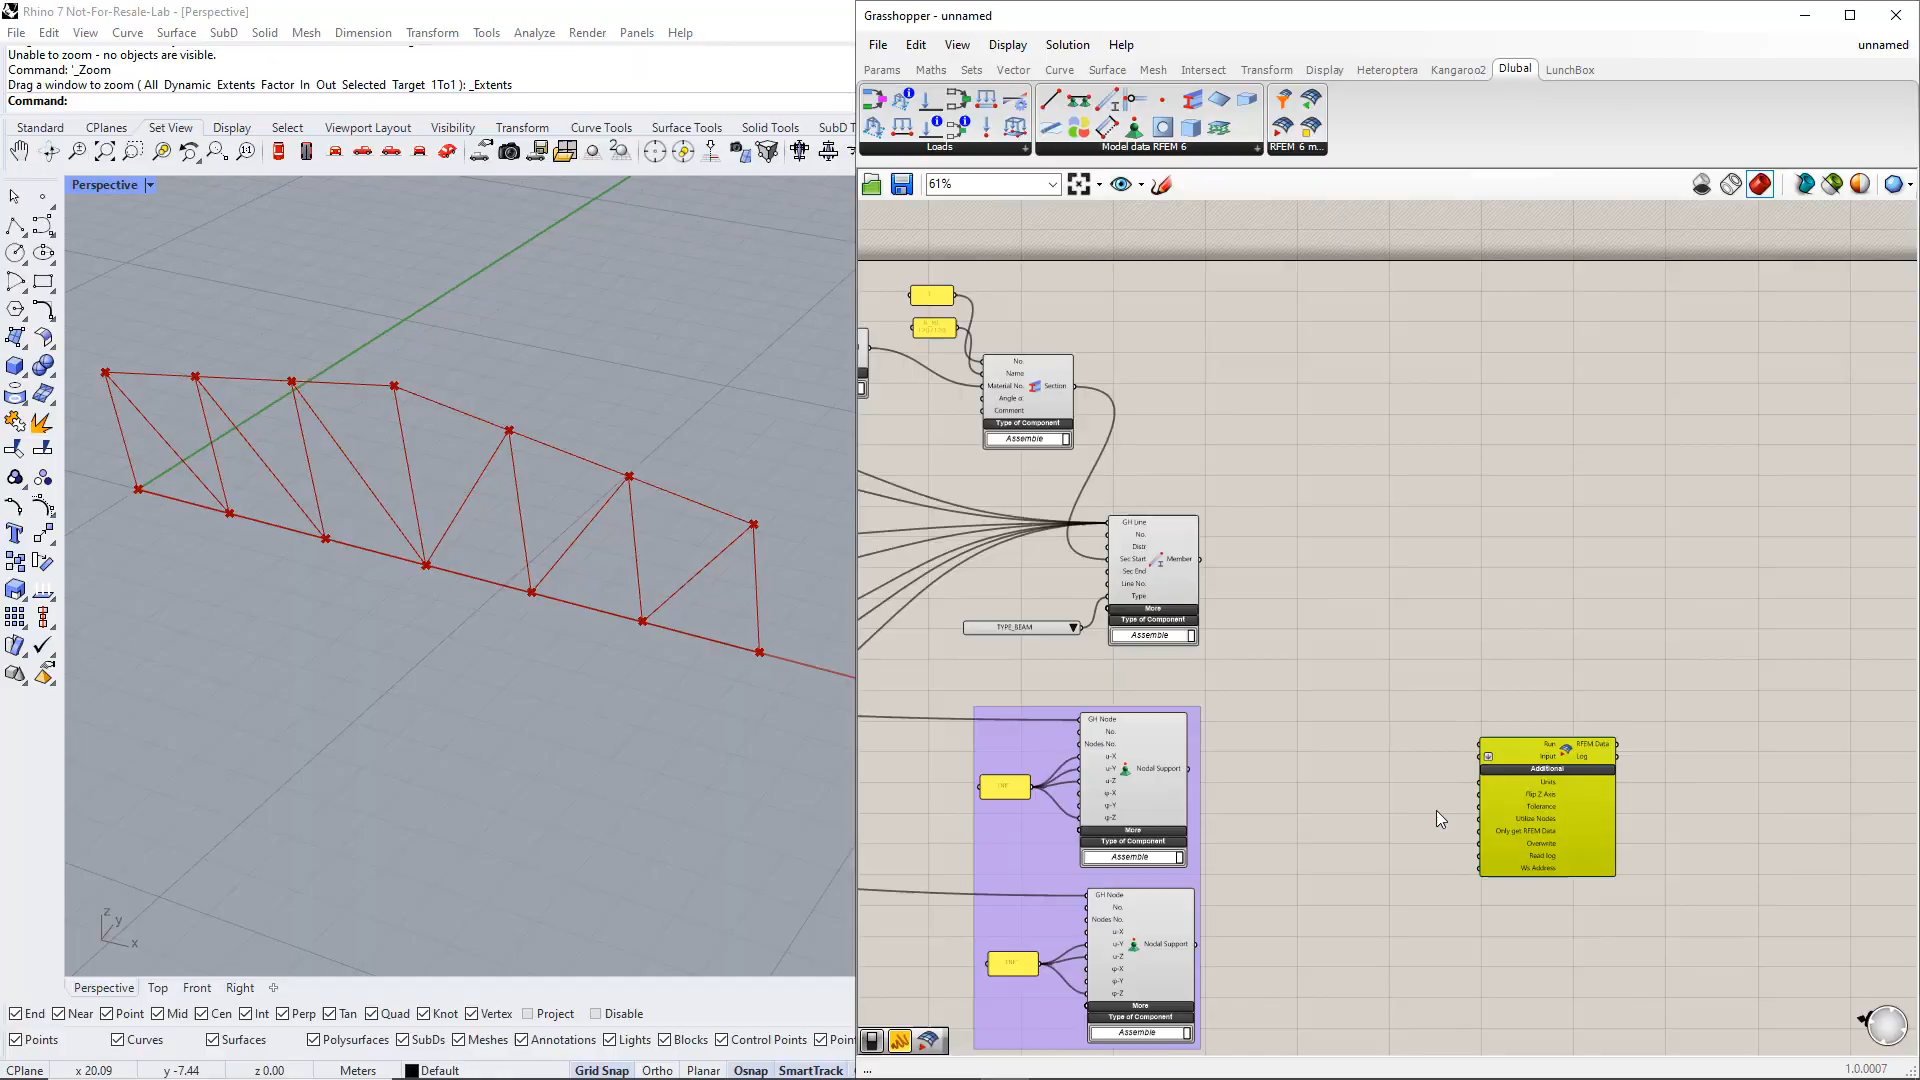 Rhino 7 Not-For-Resale-Lab - [Perspective]
File Edit View Curve Surface SubD Solid Mesh Dimension Transform Tools Analyze Render Panels Help
Unable to zoom - no objects are visible.
Command: '_Zoom
Drag a window to zoom ( All Dynamic Extents Factor In Out Selected Target 1To1 ): _Extents
Command:
Standard CPlanes Set View Display Select Viewport Layout Visibility Transform Curve Tools Surface Tools Solid Tools SubD T
Perspective
z
y
x
Perspective Top Front Right
End Near Point Mid Cen Int Perp Tan Quad Knot Vertex Project Disable
Points Curves Surfaces Polysurfaces SubDs Meshes Annotations Lights Blocks Control Points Poin
CPlane x 20.09 y -7.44 z 0.00 Meters Default Grid Snap Ortho Planar Osnap SmartTrack
Grasshopper - unnamed
File Edit View Display Solution Help unnamed
Params Maths Sets Vector Curve Surface Mesh Intersect Transform Display Heteroptera Kangaroo2 Dlubal LunchBox
Loads Model data RFEM 6 RFEM 6 m...
61%
No.
Name
Material No. Section
Angle α
Comment
Type of Component
Assemble
GH Line
No.
Distr
Sec Start Member
Sec End
Line No.
Type
More
Type of Component
Assemble
TYPE_BEAM
GH Node
No.
Nodes No.
u-X
u-Y Nodal Support
u-Z
φ-X
φ-Y
φ-Z
More
Type of Component
Assemble
INF
GH Node
No.
Nodes No.
u-X
u-Y Nodal Support
u-Z
φ-X
φ-Y
φ-Z
More
Type of Component
Assemble
INF
Run RFEM Data
Input Log
Additional
Units
Flip Z Axis
Tolerance
Utilize Nodes
Only get RFEM Data
Overwrite
Read log
Ws Address
...
1.0.0007